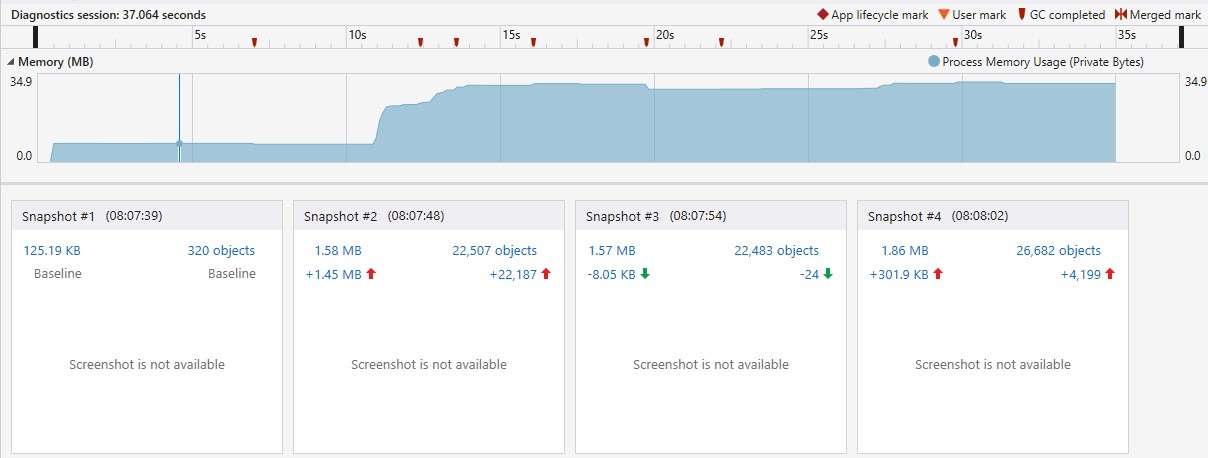 Diagnostics session: 37.064 seconds App lifecycle mark User mark GC completed Merged mark
5s 10s 15s 20s 25s 30s 35s
Memory (MB) Process Memory Usage (Private Bytes)
34.9 34.9
0.0 0.0
Snapshot #1 (08:07:39)
125.19 KB 320 objects
Baseline Baseline
Screenshot is not available
Snapshot #2 (08:07:48)
1.58 MB 22,507 objects
+1.45 MB +22,187
Screenshot is not available
Snapshot #3 (08:07:54)
1.57 MB 22,483 objects
-8.05 KB -24
Screenshot is not available
Snapshot #4 (08:08:02)
1.86 MB 26,682 objects
+301.9 KB +4,199
Screenshot is not available